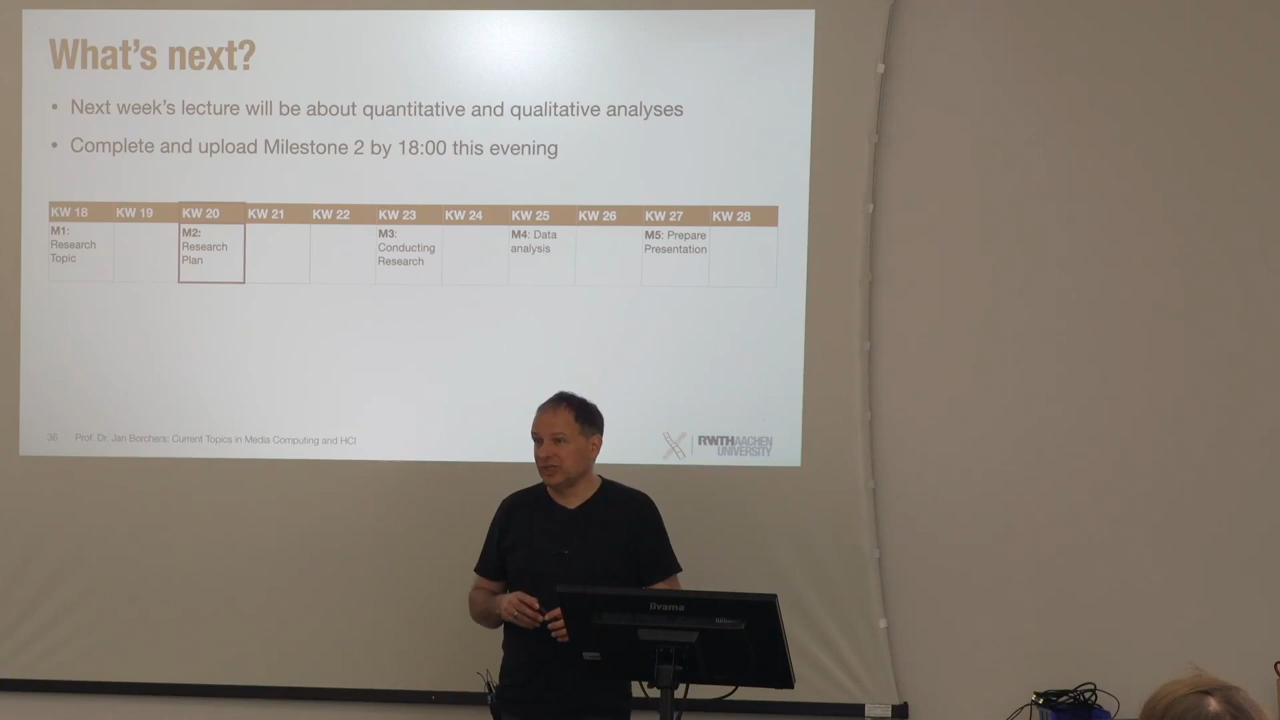 What's next?
• Next week's lecture will be about quantitative and qualitative analyses
• Complete and upload Milestone 2 by 18:00 this evening
KW 18 KW 19 KW 20 KW 21 KW 22 KW 23 KW 24 KW 25 KW 26 KW 27 KW 28
M1:
Research
Topic
M2:
Research
Plan
M3:
Conducting
Research
M4: Data
analysis
M5: Prepare
Presentation
36 Prof. Dr. Jan Borchers: Current Topics in Media Computing and HCI
RWTHAACHEN
UNIVERSITY
iiyama